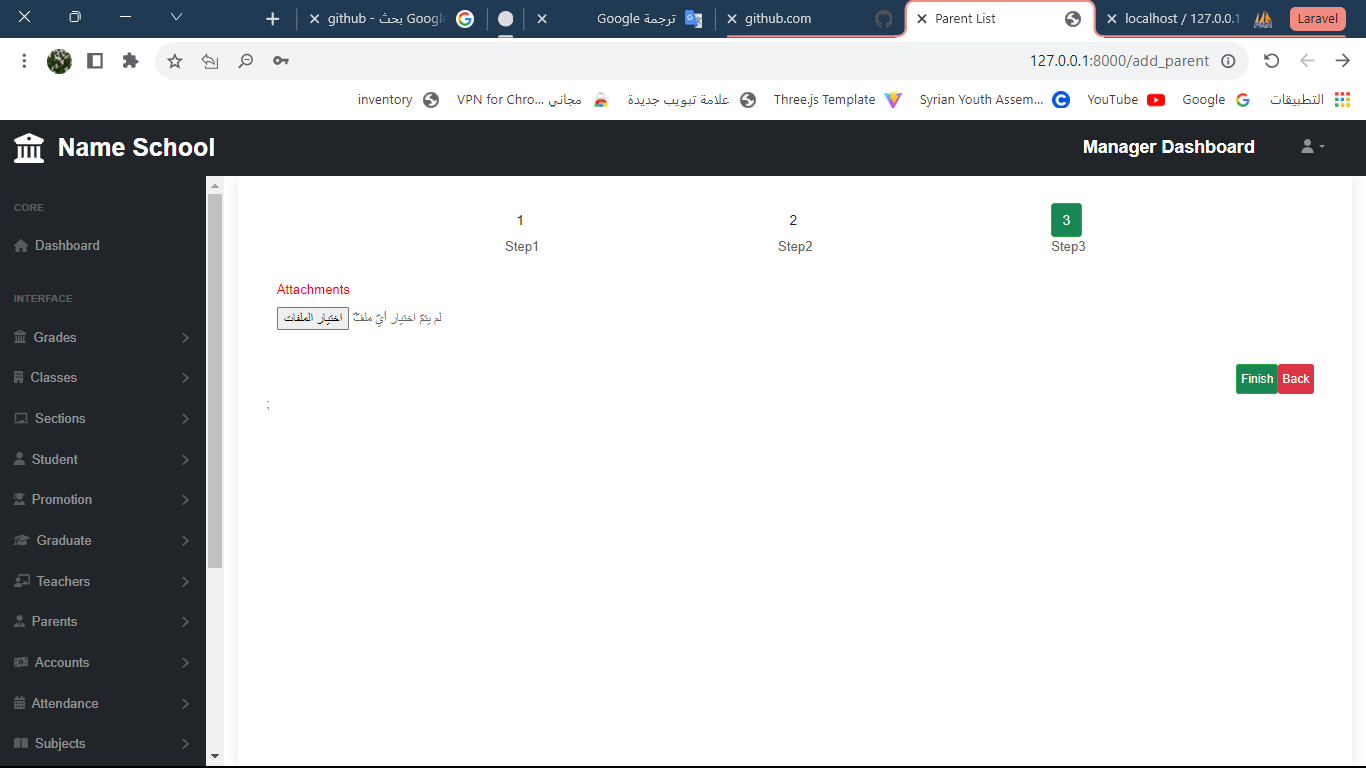 github - بحث Google
ترجمة Google
github.com
Parent List
localhost / 127.0.0.1
Laravel
127.0.0.1:8000/add_parent
inventory
VPN for Chro... مجاني
علامة تبويب جديدة
Three.js Template
Syrian Youth Assem...
YouTube
Google
التطبيقات
Name School
Manager Dashboard
CORE
Dashboard
INTERFACE
Grades
Classes
Sections
Student
Promotion
Graduate
Teachers
Parents
Accounts
Attendance
Subjects
1
2
3
Step1
Step2
Step3
Attachments
اختيار الملفات
لم يتمّ اختيار أيّ ملفّ
Finish
Back
;